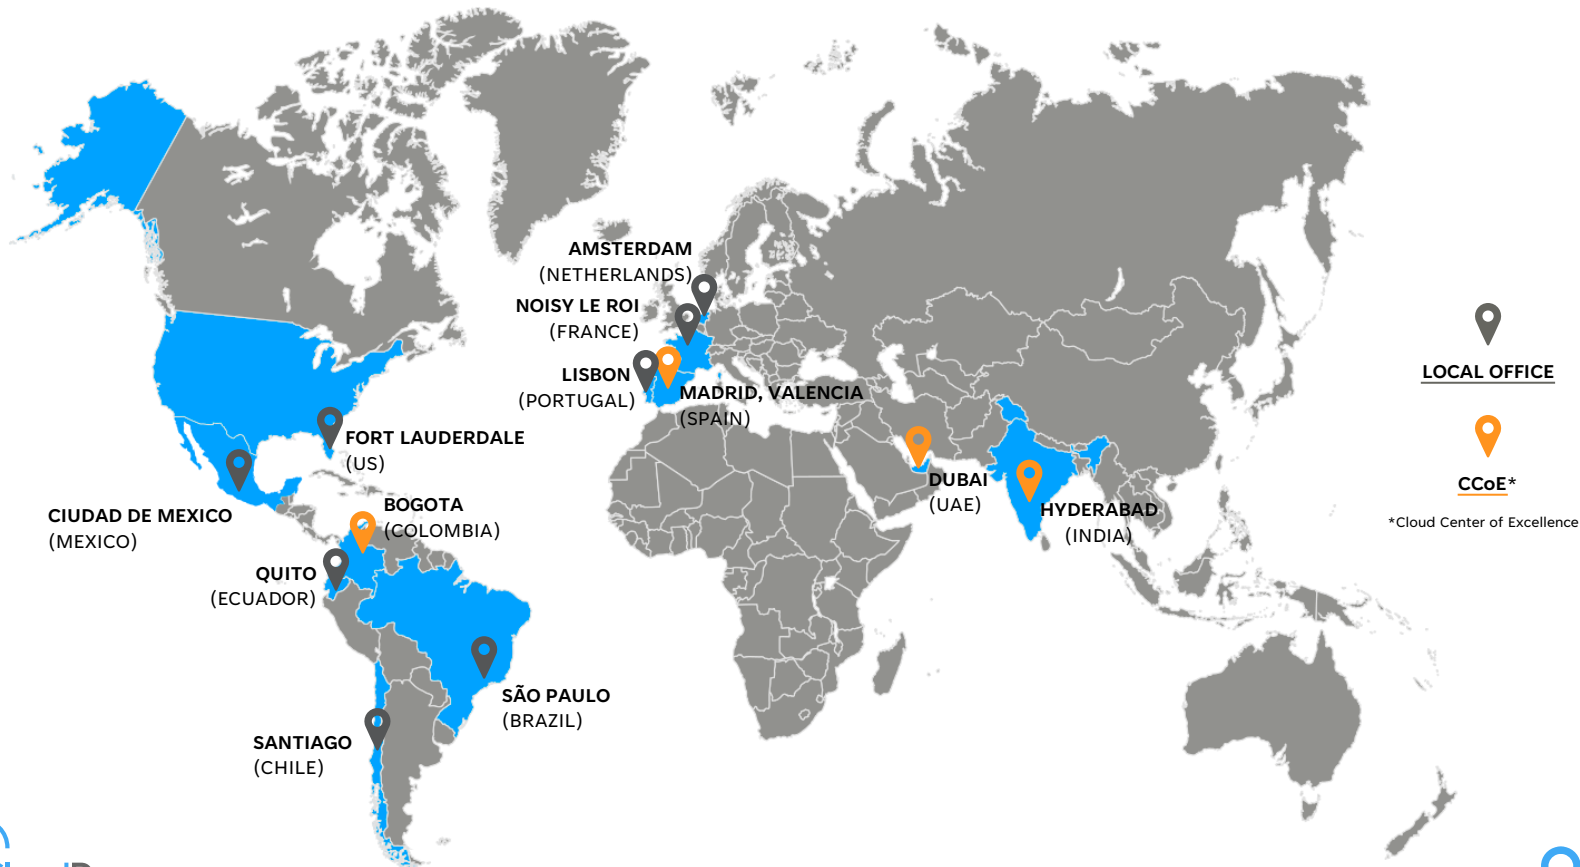 AMSTERDAM
(NETHERLANDS)
NOISY LE ROI
(FRANCE)
LISBON
(PORTUGAL)
MADRID, VALENCIA
(SPAIN)
LOCAL OFFICE
FORT LAUDERDALE
(US)
DUBAI
(UAE)
HYDERABAD
(INDIA)
CCoE*
*Cloud Center of Excellence
CIUDAD DE MEXICO
(MEXICO)
BOGOTA
(COLOMBIA)
QUITO
(ECUADOR)
SÃO PAULO
(BRAZIL)
SANTIAGO
(CHILE)